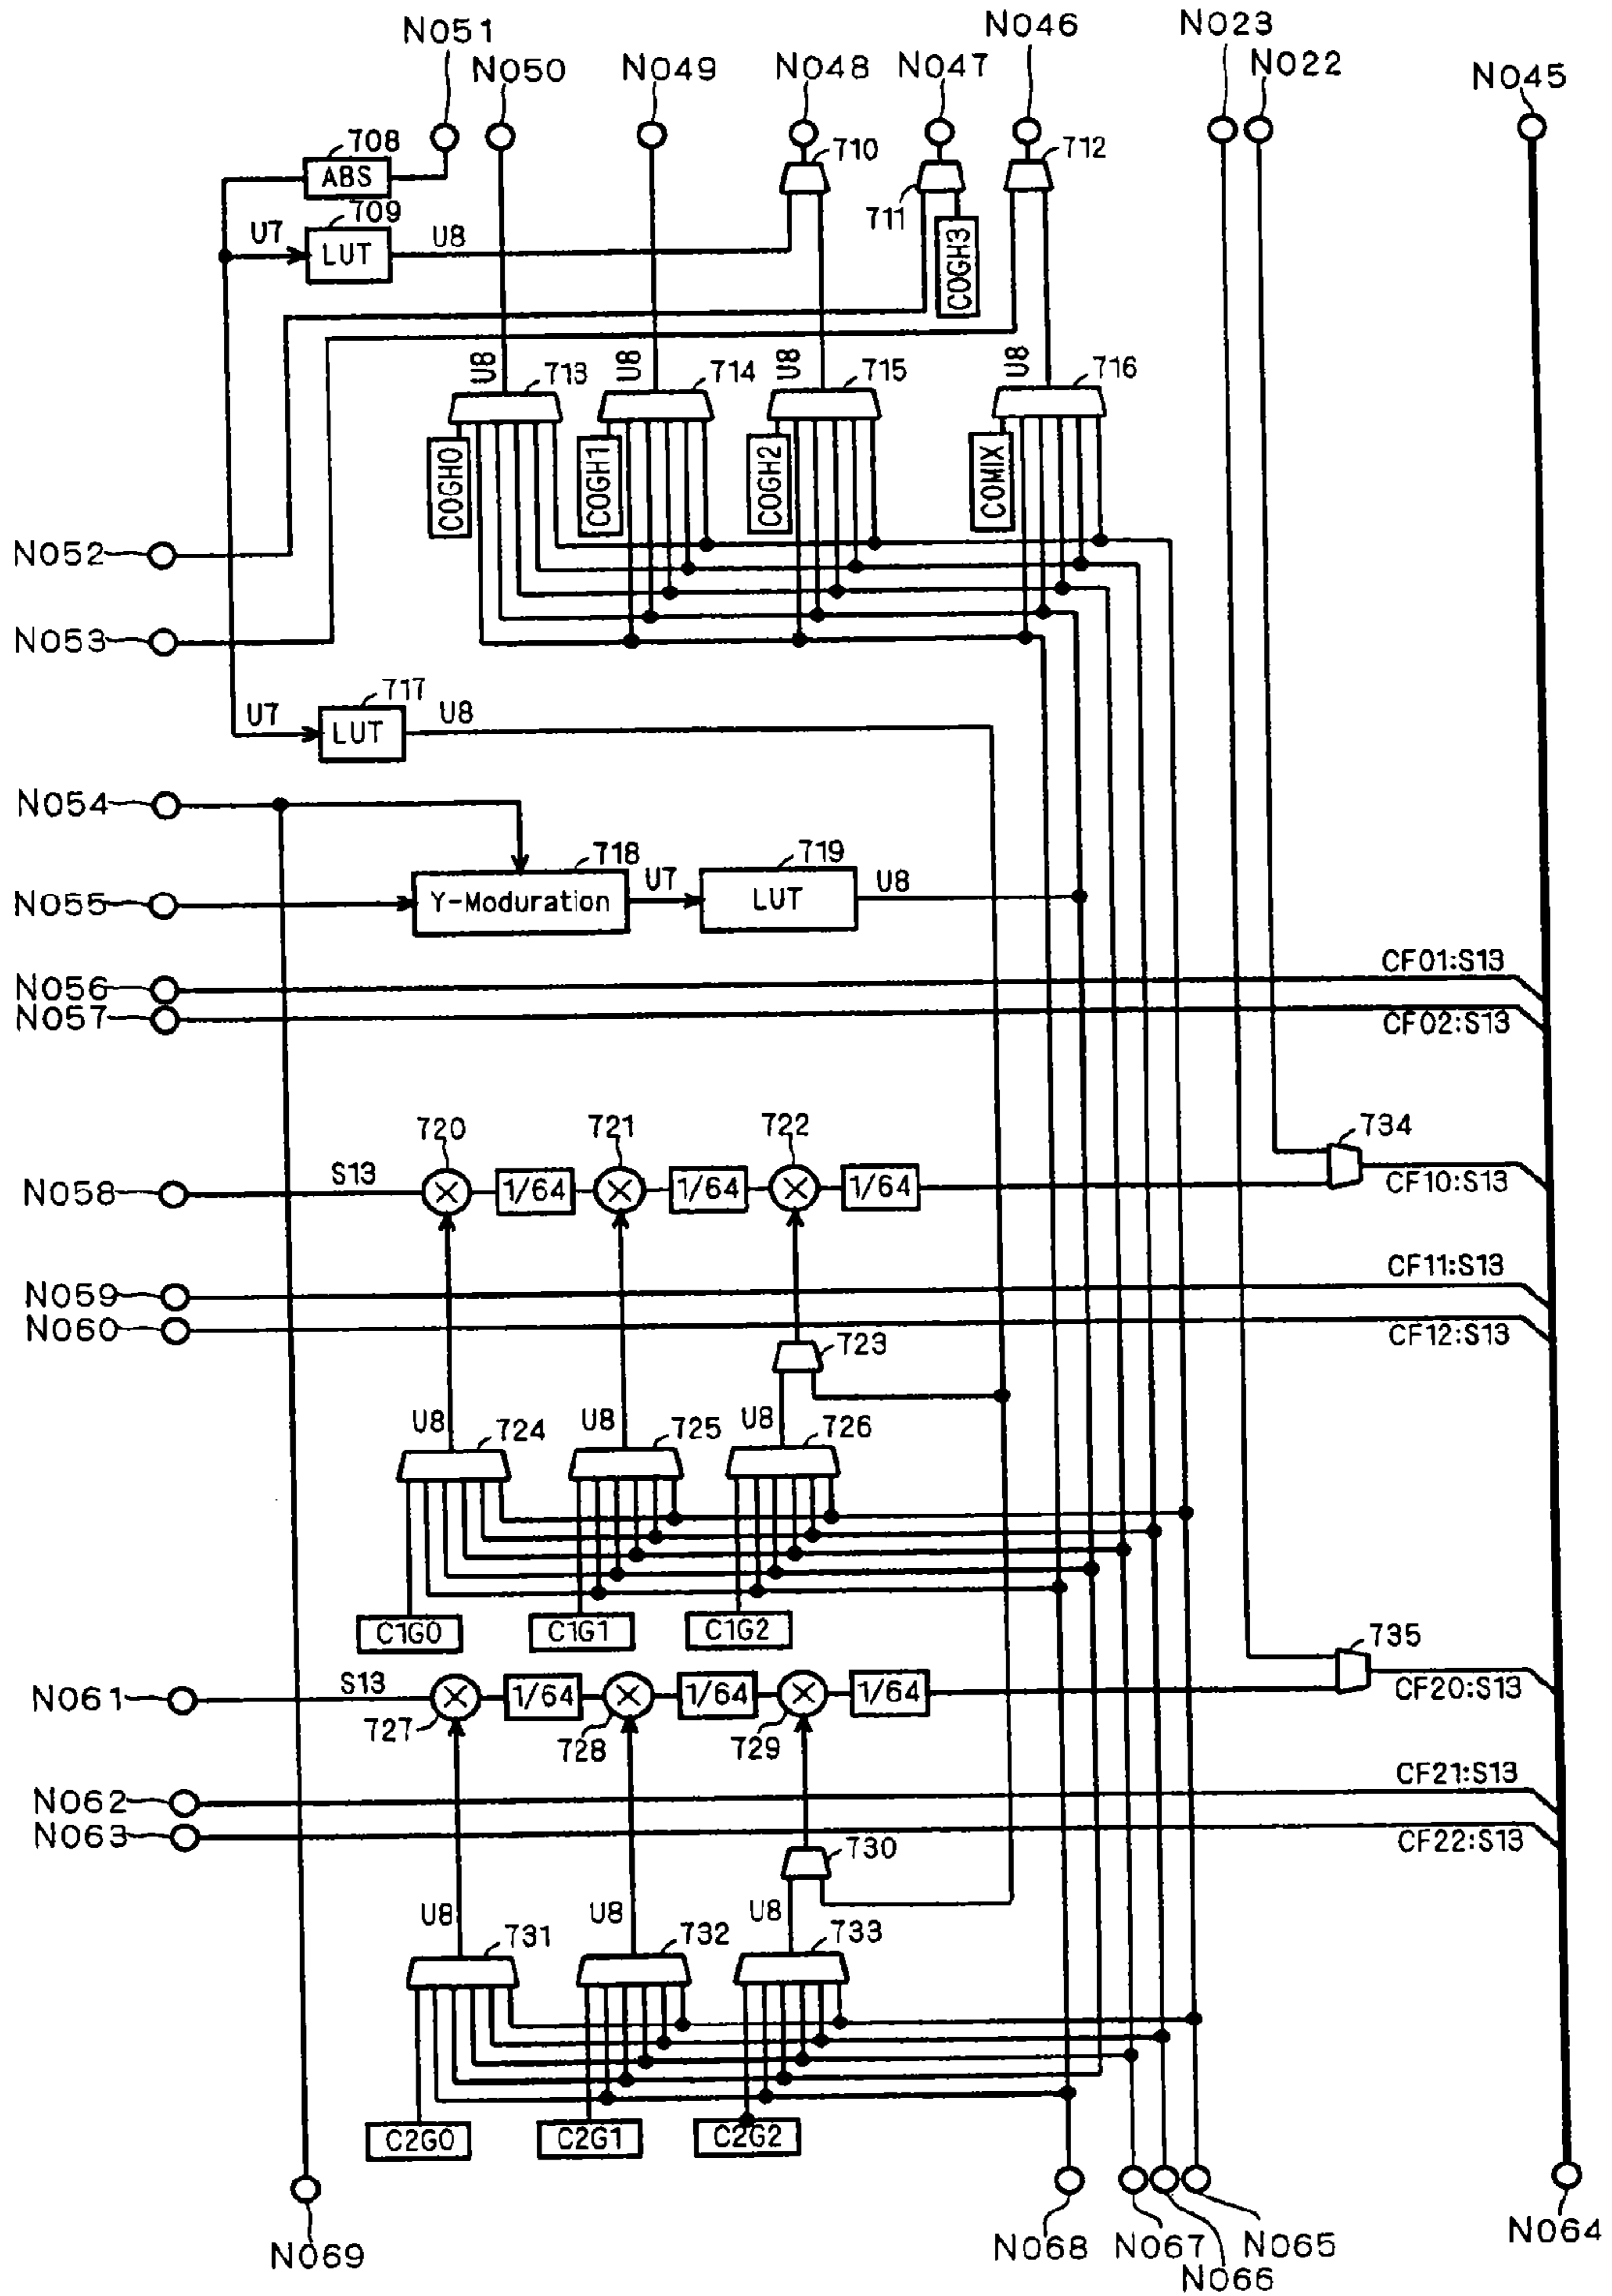 N051
N050
N049
N048
N047
N046
N023
N022
N045
708
ABS
710
712
709
711
U7
LUT
U8
COGH3
U8
713
U8
714
U8
715
U8
716
COGH0
COGH1
COGH2
COMIX
N052
N053
717
U7
LUT
U8
N054
718
719
N055
Y-Moduration
U7
LUT
U8
N056
CF01:S13
N057
CF02:S13
720
721
722
734
N058
S13
1/64
1/64
1/64
CF10:S13
N059
CF11:S13
N060
CF12:S13
723
U8
724
U8
725
U8
726
C1G0
C1G1
C1G2
735
N061
S13
1/64
1/64
1/64
CF20:S13
727
728
729
N062
CF21:S13
N063
CF22:S13
730
U8
731
U8
732
U8
733
C2G0
C2G1
C2G2
N069
N068
N067
N066
N065
N064